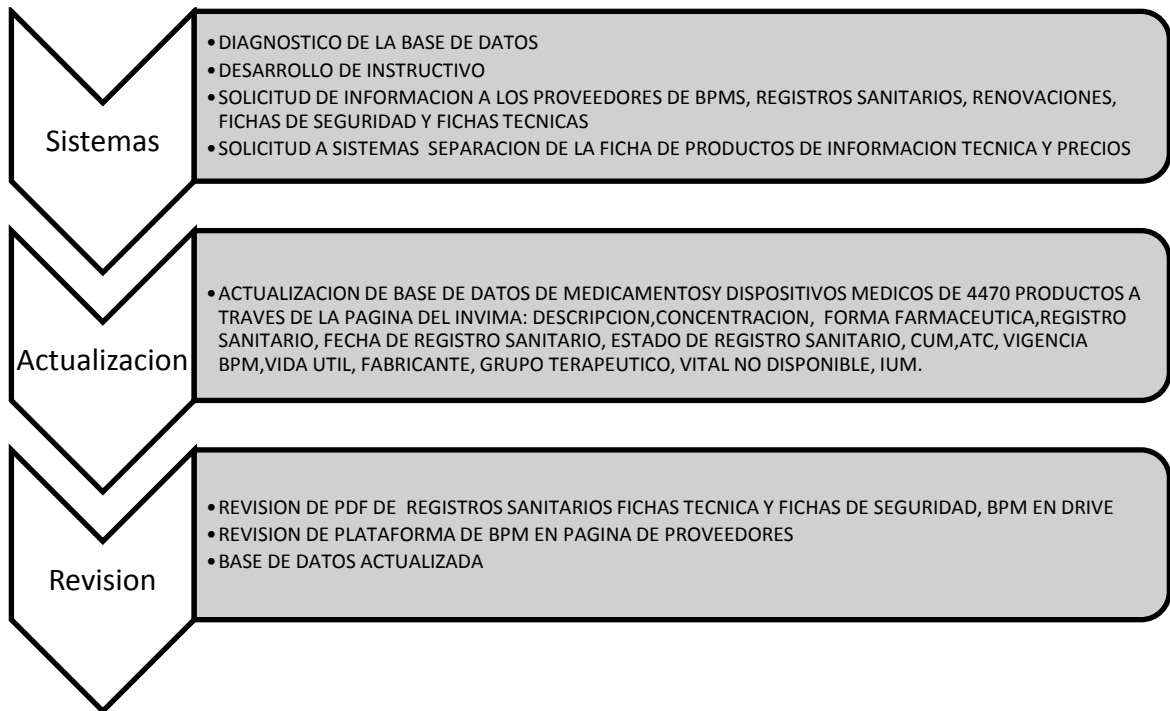 Sistemas
•DIAGNOSTICO DE LA BASE DE DATOS
•DESARROLLO DE INSTRUCTIVO
•SOLICITUD DE INFORMACION A LOS PROVEEDORES DE BPMS, REGISTROS SANITARIOS, RENOVACIONES,
FICHAS DE SEGURIDAD Y FICHAS TECNICAS
•SOLICITUD A SISTEMAS SEPARACION DE LA FICHA DE PRODUCTOS DE INFORMACION TECNICA Y PRECIOS
Actualizacion
•ACTUALIZACION DE BASE DE DATOS DE MEDICAMENTOSY DISPOSITIVOS MEDICOS DE 4470 PRODUCTOS A
TRAVES DE LA PAGINA DEL INVIMA: DESCRIPCION,CONCENTRACION, FORMA FARMACEUTICA,REGISTRO
SANITARIO, FECHA DE REGISTRO SANITARIO, ESTADO DE REGISTRO SANITARIO, CUM,ATC, VIGENCIA
BPM,VIDA UTIL, FABRICANTE, GRUPO TERAPEUTICO, VITAL NO DISPONIBLE, IUM.
Revision
•REVISION DE PDF DE REGISTROS SANITARIOS FICHAS TECNICA Y FICHAS DE SEGURIDAD, BPM EN DRIVE
•REVISION DE PLATAFORMA DE BPM EN PAGINA DE PROVEEDORES
•BASE DE DATOS ACTUALIZADA